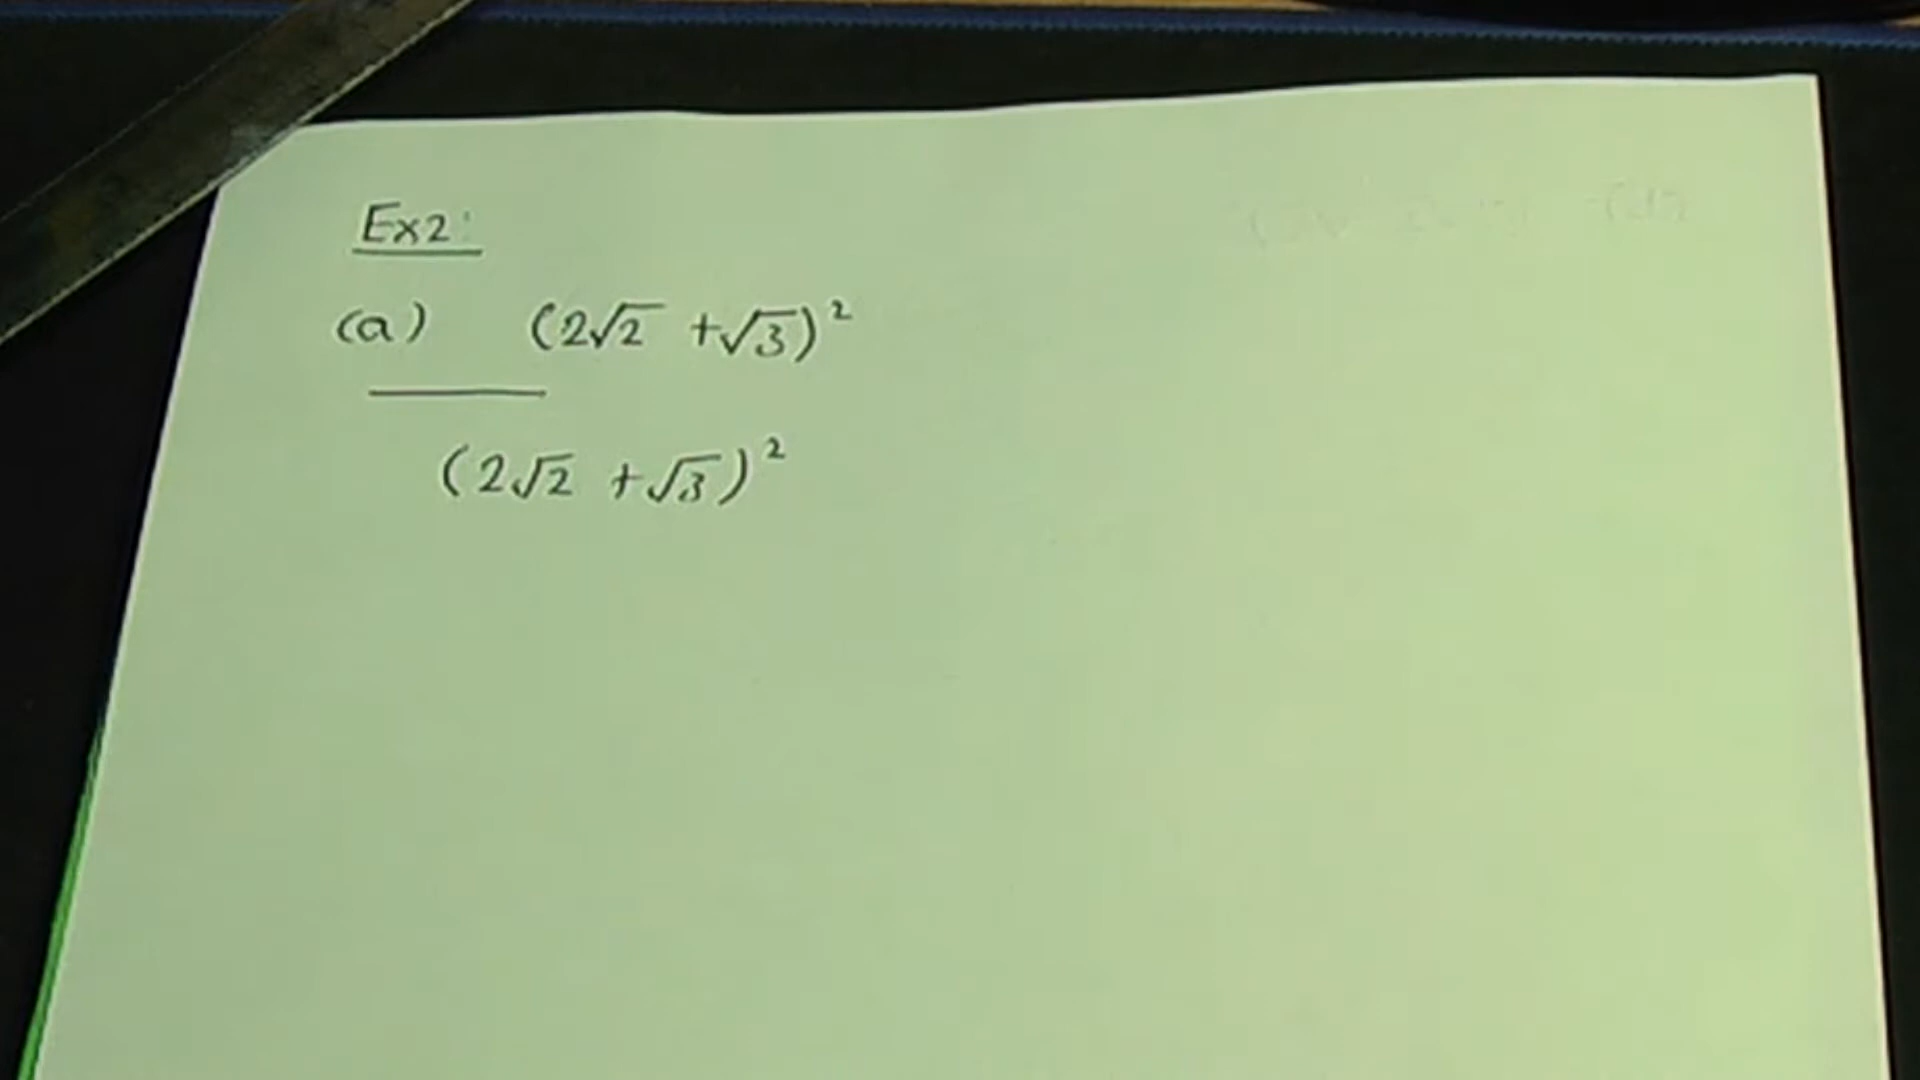 Ex2:
(a) (2√2 +√3)²
(2√2 +√3)²